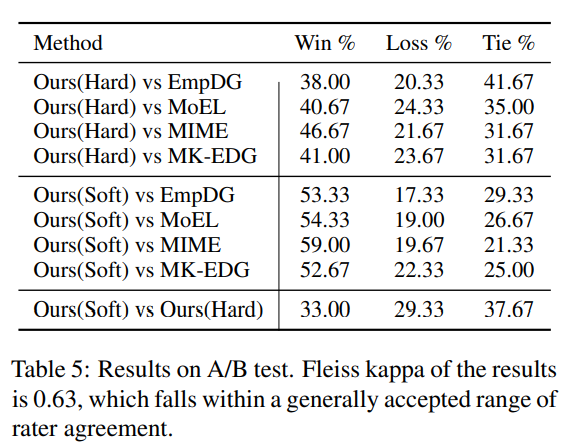 Method Win % Loss % Tie %
Ours(Hard) vs EmpDG 38.00 20.33 41.67
Ours(Hard) vs MoEL 40.67 24.33 35.00
Ours(Hard) vs MIME 46.67 21.67 31.67
Ours(Hard) vs MK-EDG 41.00 23.67 31.67
Ours(Soft) vs EmpDG 53.33 17.33 29.33
Ours(Soft) vs MoEL 54.33 19.00 26.67
Ours(Soft) vs MIME 59.00 19.67 21.33
Ours(Soft) vs MK-EDG 52.67 22.33 25.00
Ours(Soft) vs Ours(Hard) 33.00 29.33 37.67
Table 5: Results on A/B test. Fleiss kappa of the results
is 0.63, which falls within a generally accepted range of
rater agreement.